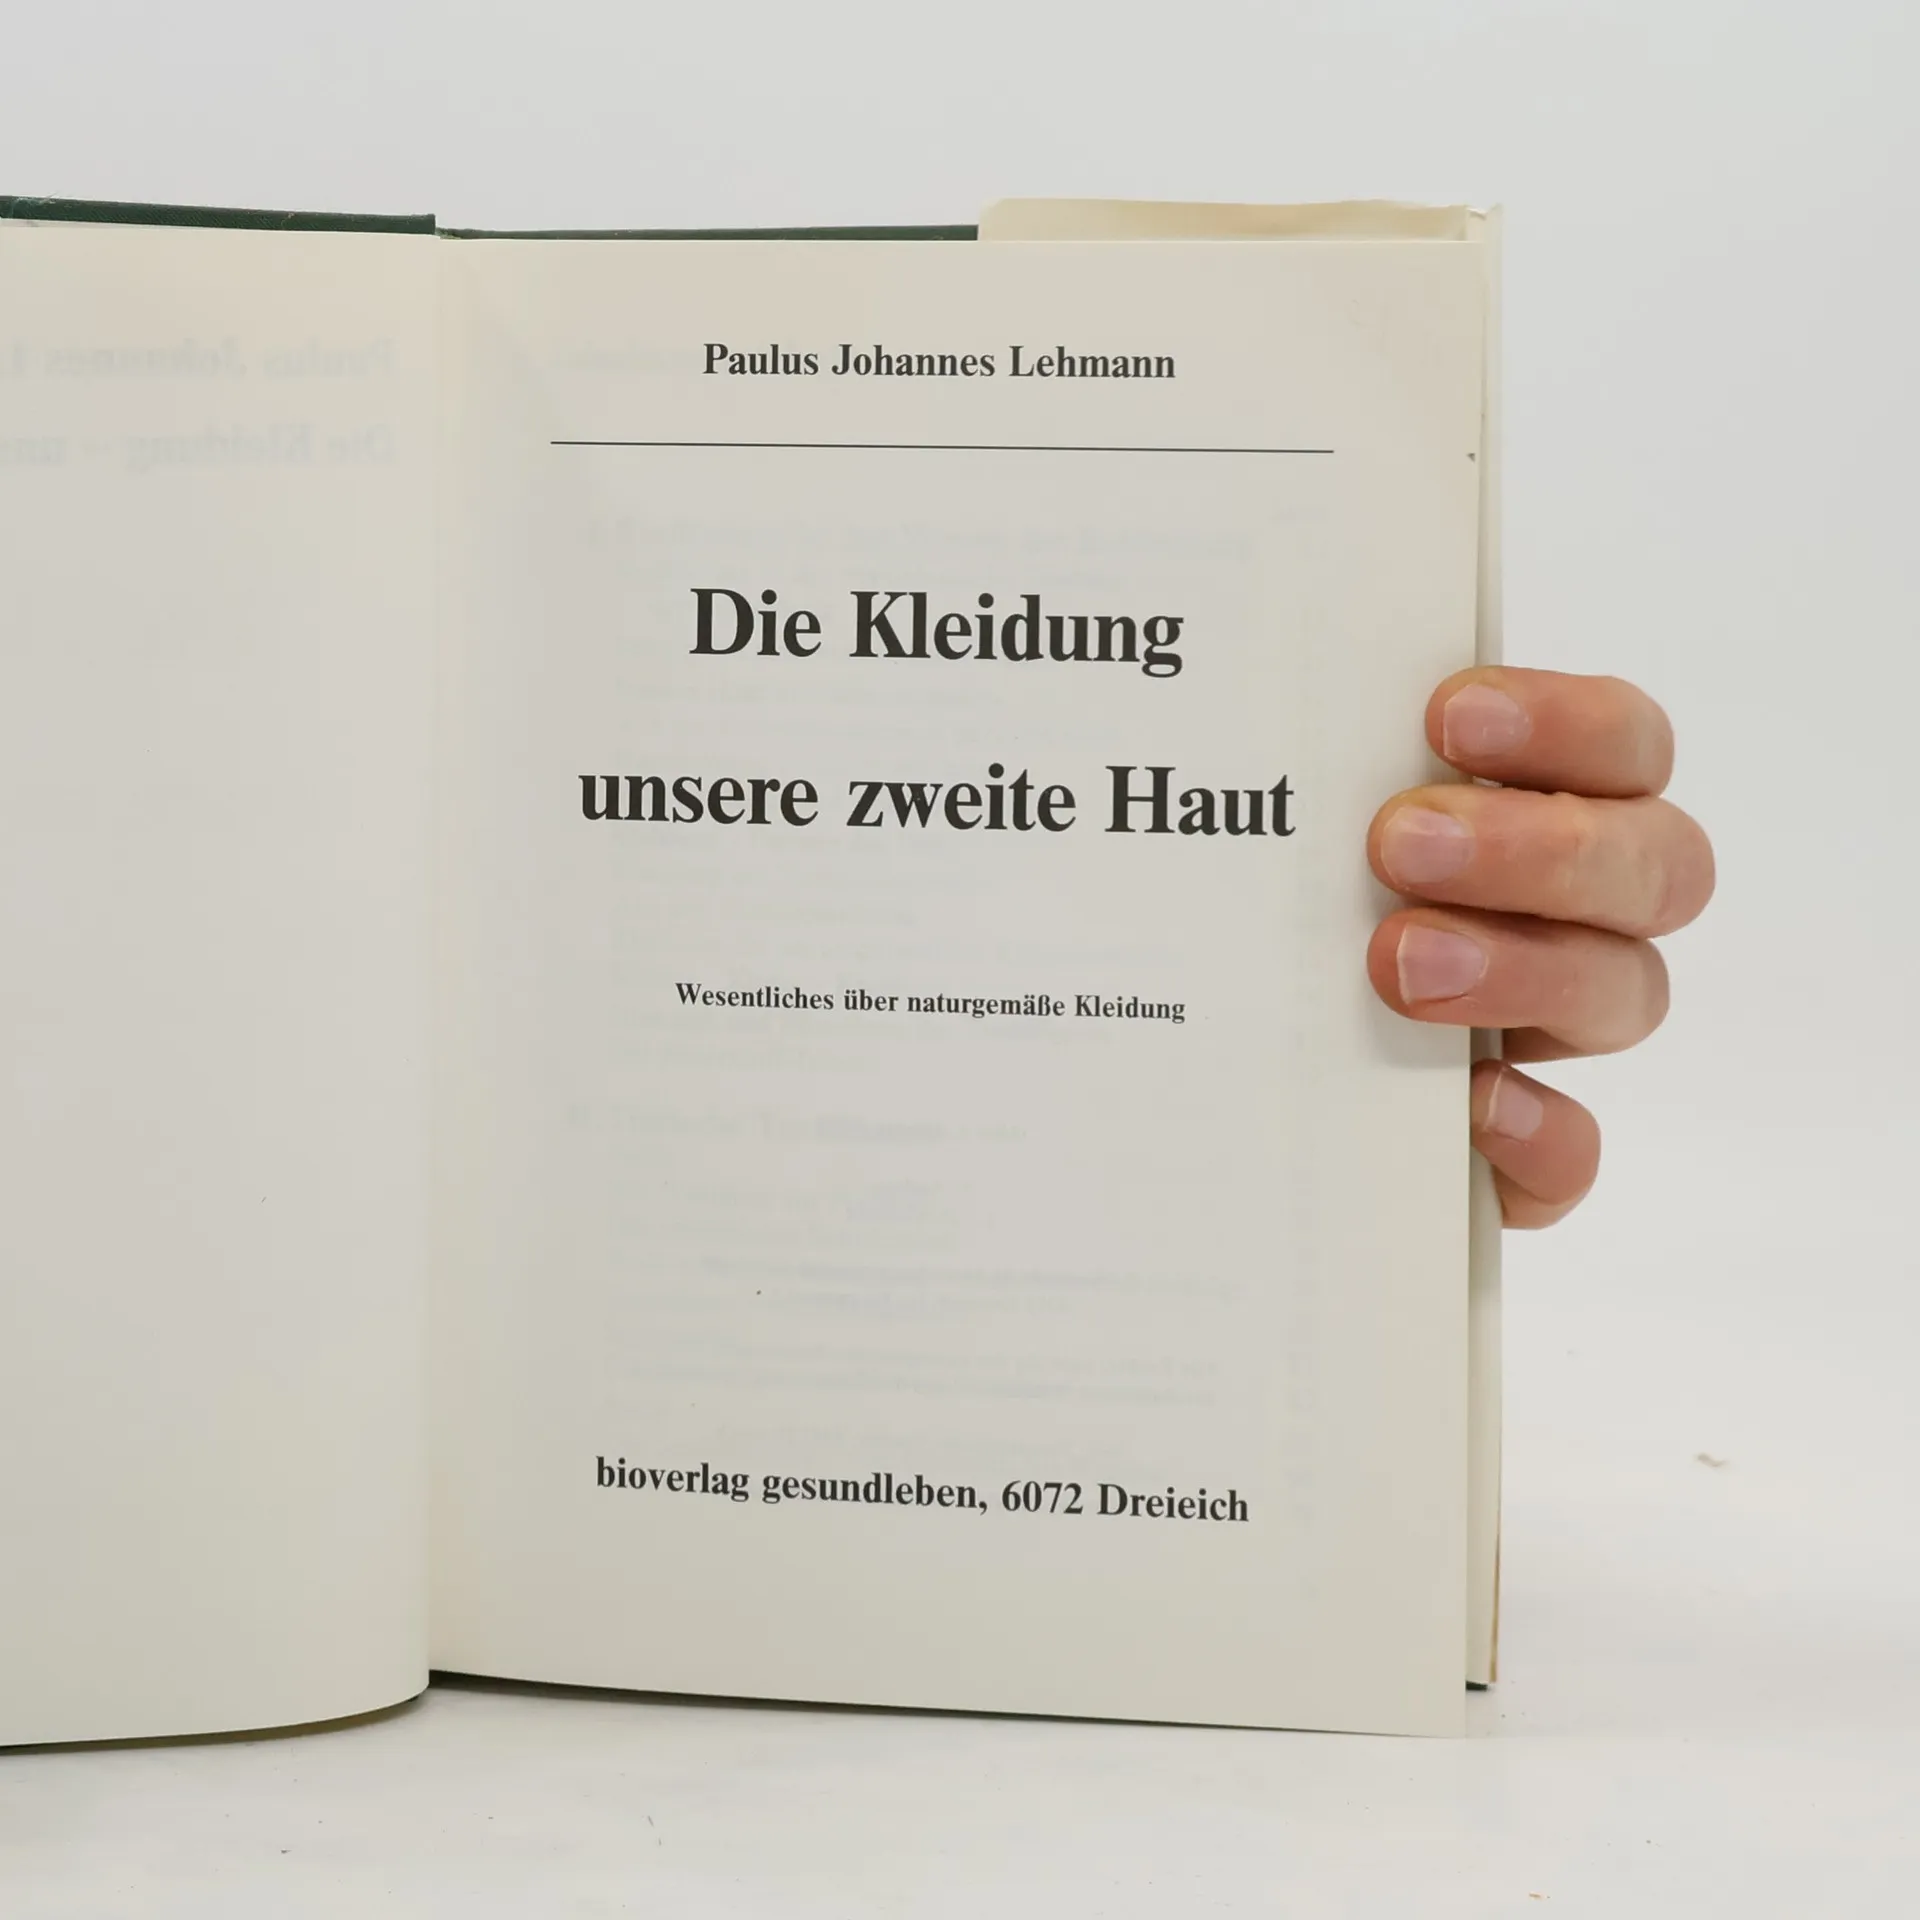 Paulus Johannes Lehmann
Die Kleidung
unsere zweite Haut
Wesentliches über naturgemäße Kleidung
bioverlag gesundleben, 6072 Dreieich